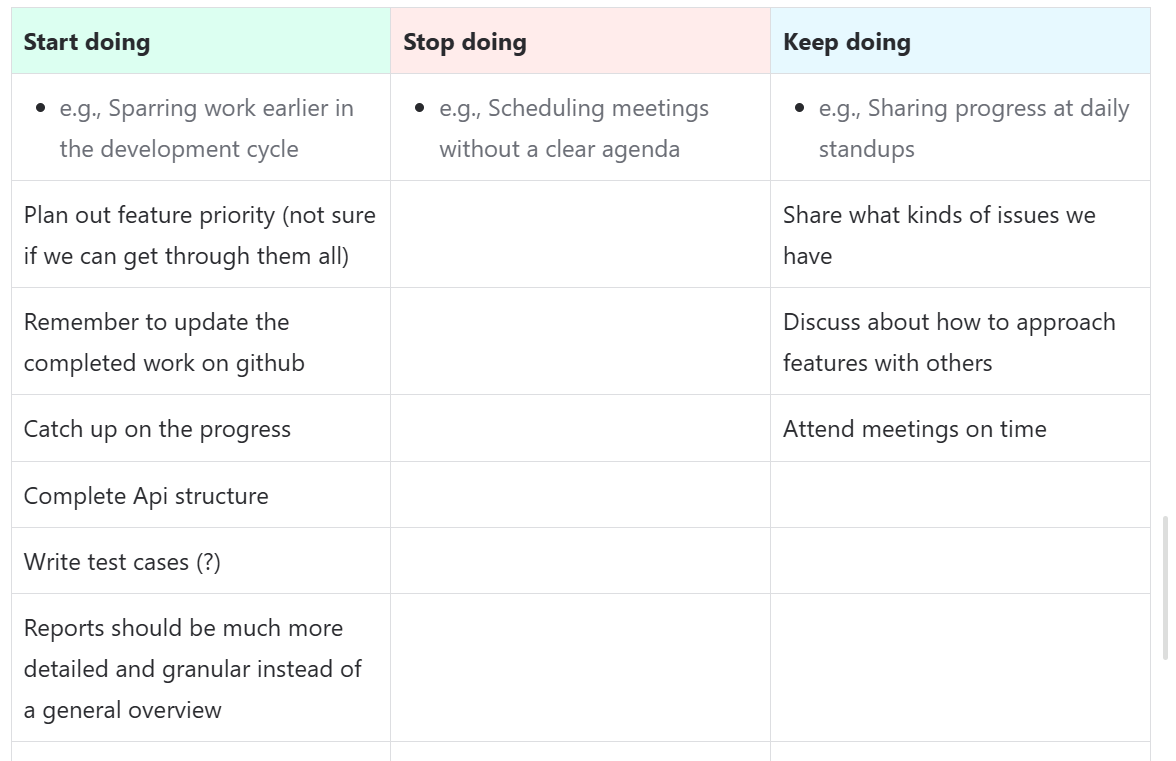 Start doing
Stop doing
Keep doing
e.g., Sparring work earlier in
the development cycle
e.g., Scheduling meetings
without a clear agenda
e.g., Sharing progress at daily
standups
Plan out feature priority (not sure
if we can get through them all)
Share what kinds of issues we
have
Remember to update the
completed work on github
Discuss about how to approach
features with others
Catch up on the progress
Attend meetings on time
Complete Api structure
Write test cases (?)
Reports should be much more
detailed and granular instead of
a general overview